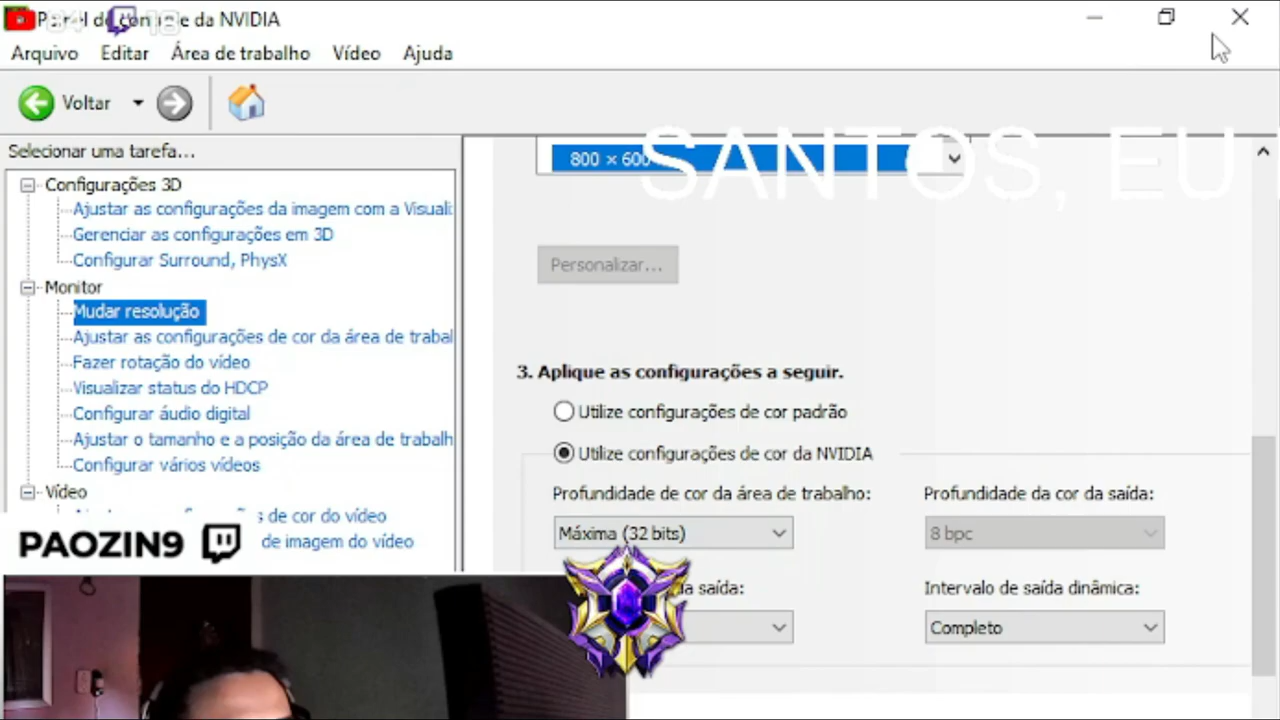 Painel de controle da NVIDIA
Arquivo Editar Área de trabalho Vídeo Ajuda
Voltar
Selecionar uma tarefa...
Configurações 3D
Ajustar as configurações da imagem com a Visuali
Gerenciar as configurações em 3D
Configurar Surround, PhysX
Monitor
Mudar resolução
Ajustar as configurações de cor da área de trabal
Fazer rotação do vídeo
Visualizar status do HDCP
Configurar áudio digital
Ajustar o tamanho e a posição da área de trabalh
Configurar vários vídeos
Vídeo
s de cor do vídeo
de imagem do vídeo
PAOZIN9
800 × 600
SANTOS, EU
Personalizar...
3. Aplique as configurações a seguir.
Utilize configurações de cor padrão
Utilize configurações de cor da NVIDIA
Profundidade de cor da área de trabalho: Profundidade da cor da saída:
Máxima (32 bits) 8 bpc
da saída: Intervalo de saída dinâmica:
Completo